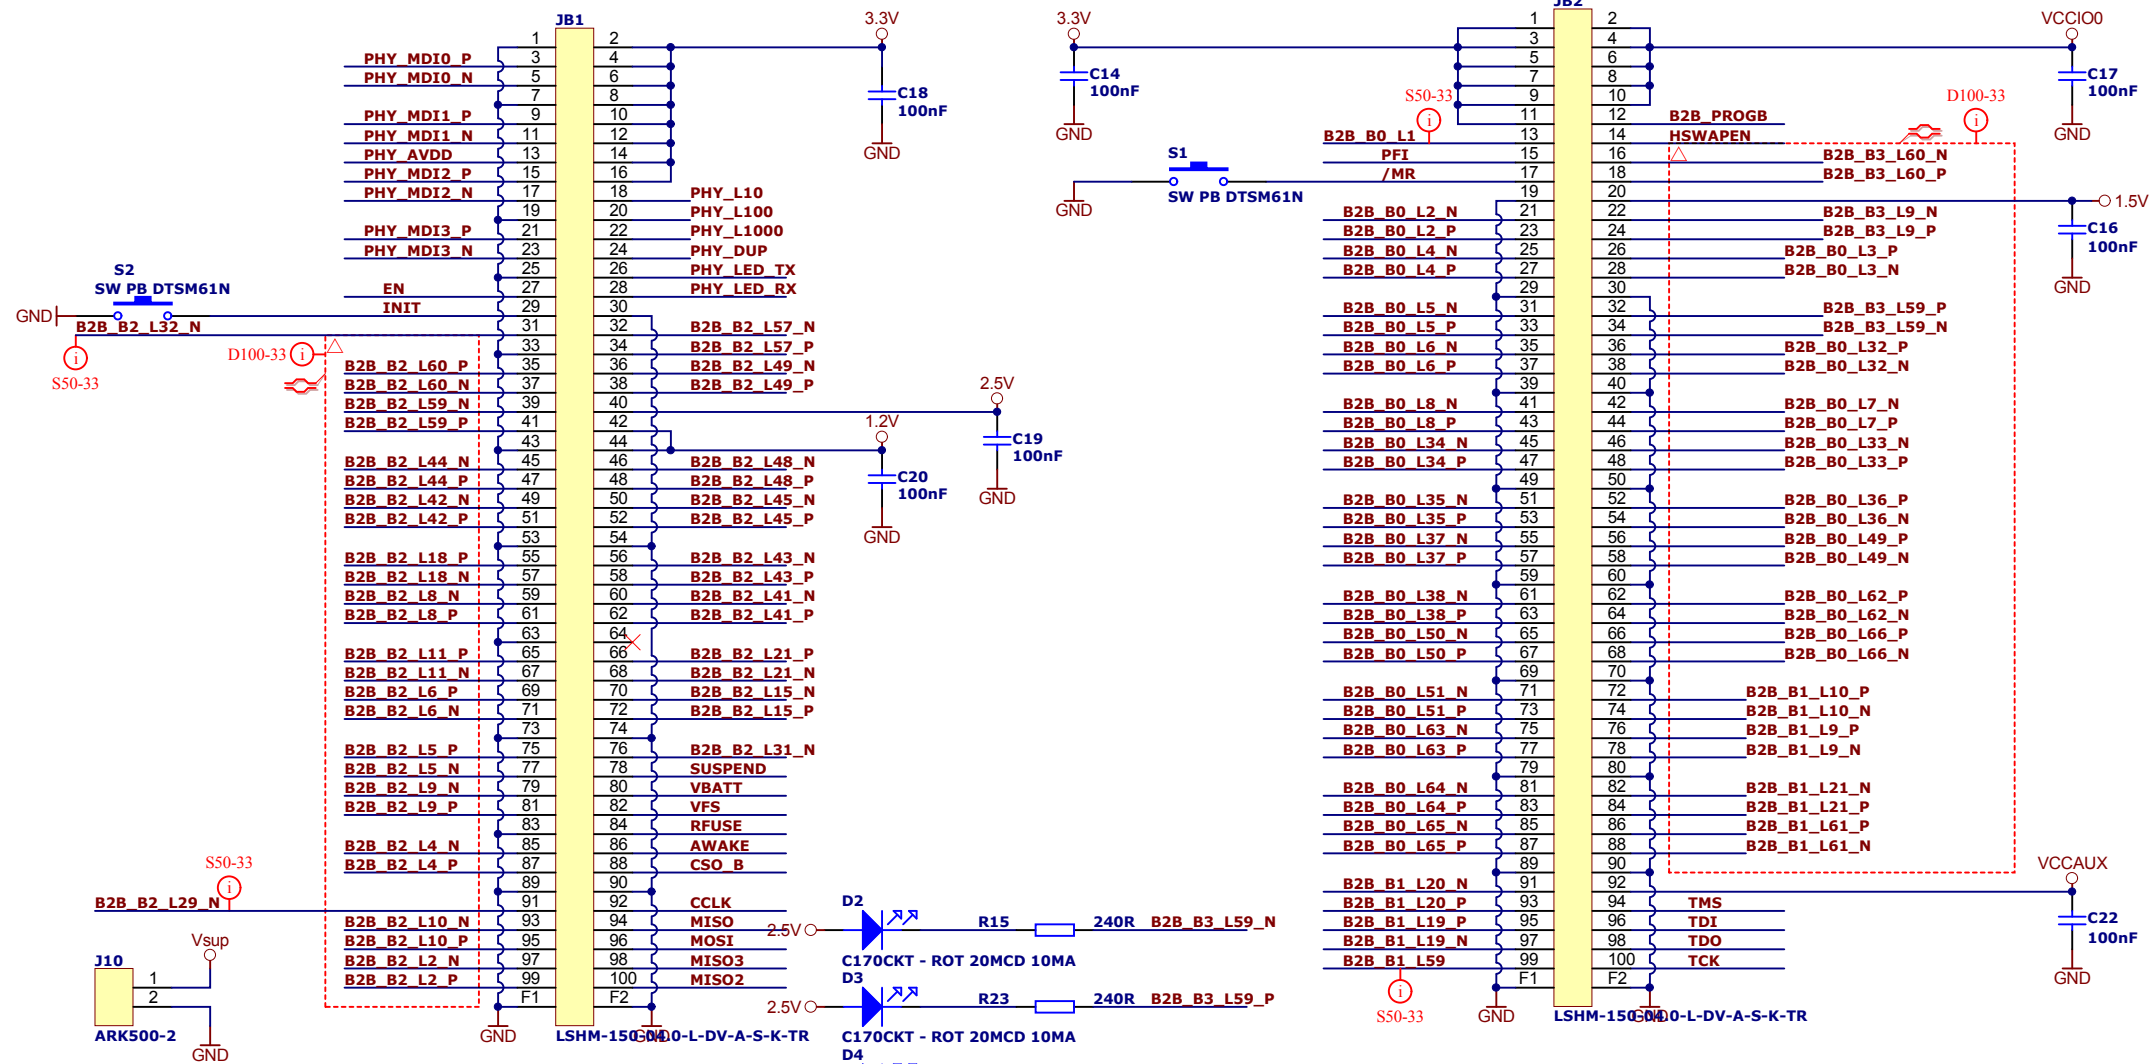 JB1
1 2
PHY_MDI0_P 3 4
PHY_MDI0_N 5 6
7 8
PHY_MDI1_P 9 10
PHY_MDI1_N 11 12
PHY_AVDD 13 14
PHY_MDI2_P 15 16
PHY_MDI2_N 17 18 PHY_L10
19 20 PHY_L100
PHY_MDI3_P 21 22 PHY_L1000
PHY_MDI3_N 23 24 PHY_DUP
25 26 PHY_LED_TX
EN 27 28 PHY_LED_RX
INIT 29 30
B2B_B2_L32_N 31 32 B2B_B2_L57_N
33 34 B2B_B2_L57_P
B2B_B2_L60_P 35 36 B2B_B2_L49_N
B2B_B2_L60_N 37 38 B2B_B2_L49_P
B2B_B2_L59_N 39 40
B2B_B2_L59_P 41 42
43 44
B2B_B2_L44_N 45 46 B2B_B2_L48_N
B2B_B2_L44_P 47 48 B2B_B2_L48_P
B2B_B2_L42_N 49 50 B2B_B2_L45_N
B2B_B2_L42_P 51 52 B2B_B2_L45_P
53 54
B2B_B2_L18_P 55 56 B2B_B2_L43_N
B2B_B2_L18_N 57 58 B2B_B2_L43_P
B2B_B2_L8_N 59 60 B2B_B2_L41_N
B2B_B2_L8_P 61 62 B2B_B2_L41_P
63 64
B2B_B2_L11_P 65 66 B2B_B2_L21_P
B2B_B2_L11_N 67 68 B2B_B2_L21_N
B2B_B2_L6_P 69 70 B2B_B2_L15_N
B2B_B2_L6_N 71 72 B2B_B2_L15_P
73 74
B2B_B2_L5_P 75 76 B2B_B2_L31_N
B2B_B2_L5_N 77 78 SUSPEND
B2B_B2_L9_N 79 80 VBATT
B2B_B2_L9_P 81 82 VFS
83 84 RFUSE
B2B_B2_L4_N 85 86 AWAKE
B2B_B2_L4_P 87 88 CSO_B
89 90
B2B_B2_L29_N 91 92 CCLK
B2B_B2_L10_N 93 94 MISO
B2B_B2_L10_P 95 96 MOSI
B2B_B2_L2_N 97 98 MISO3
B2B_B2_L2_P 99 100 MISO2
F1 F2
GND GND
LSHM-150-04.0-L-DV-A-S-K-TR
S2
SW PB DTSM61N
GND
S50-33
i
D100-33 i
S50-33
i
J10
1
2
ARK500-2
Vsup
GND
3.3V
C18
100nF
GND
2.5V
C19
100nF
GND
1.2V
C20
100nF
GND
D2
2.5V R15 240R B2B_B3_L59_N
C170CKT - ROT 20MCD 10MA
D3
2.5V R23 240R B2B_B3_L59_P
C170CKT - ROT 20MCD 10MA
D4
3.3V
C14
100nF
GND
S1
SW PB DTSM61N
GND
JB2
1 2
3 4
5 6
7 8
9 10
11 12 B2B_PROGB
B2B_B0_L1 13 14 HSWAPEN
PFI 15 16 B2B_B3_L60_N
/MR 17 18 B2B_B3_L60_P
19 20
B2B_B0_L2_N 21 22 B2B_B3_L9_N
B2B_B0_L2_P 23 24 B2B_B3_L9_P
B2B_B0_L4_N 25 26 B2B_B0_L3_P
B2B_B0_L4_P 27 28 B2B_B0_L3_N
29 30
B2B_B0_L5_N 31 32 B2B_B3_L59_P
B2B_B0_L5_P 33 34 B2B_B3_L59_N
B2B_B0_L6_N 35 36 B2B_B0_L32_P
B2B_B0_L6_P 37 38 B2B_B0_L32_N
39 40
B2B_B0_L8_N 41 42 B2B_B0_L7_N
B2B_B0_L8_P 43 44 B2B_B0_L7_P
B2B_B0_L34_N 45 46 B2B_B0_L33_N
B2B_B0_L34_P 47 48 B2B_B0_L33_P
49 50
B2B_B0_L35_N 51 52 B2B_B0_L36_P
B2B_B0_L35_P 53 54 B2B_B0_L36_N
B2B_B0_L37_N 55 56 B2B_B0_L49_P
B2B_B0_L37_P 57 58 B2B_B0_L49_N
59 60
B2B_B0_L38_N 61 62 B2B_B0_L62_P
B2B_B0_L38_P 63 64 B2B_B0_L62_N
B2B_B0_L50_N 65 66 B2B_B0_L66_P
B2B_B0_L50_P 67 68 B2B_B0_L66_N
69 70
B2B_B0_L51_N 71 72 B2B_B1_L10_P
B2B_B0_L51_P 73 74 B2B_B1_L10_N
B2B_B0_L63_N 75 76 B2B_B1_L9_P
B2B_B0_L63_P 77 78 B2B_B1_L9_N
79 80
B2B_B0_L64_N 81 82 B2B_B1_L21_N
B2B_B0_L64_P 83 84 B2B_B1_L21_P
B2B_B0_L65_N 85 86 B2B_B1_L61_P
B2B_B0_L65_P 87 88 B2B_B1_L61_N
89 90
B2B_B1_L20_N 91 92
B2B_B1_L20_P 93 94 TMS
B2B_B1_L19_P 95 96 TDI
B2B_B1_L19_N 97 98 TDO
B2B_B1_L59 99 100 TCK
F1 F2
GND GND
LSHM-150-04.0-L-DV-A-S-K-TR
S50-33
i
D100-33
i
i
S50-33
VCCIO0
C17
100nF
GND
1.5V
C16
100nF
GND
VCCAUX
C22
100nF
GND